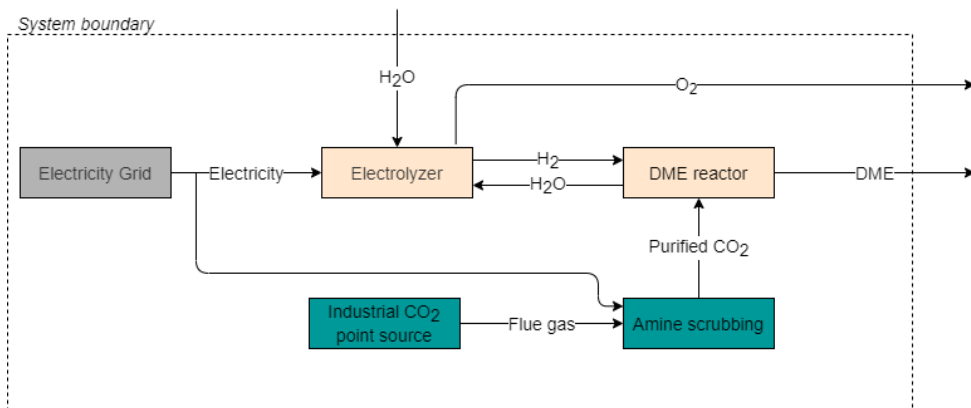 System boundary
H₂O
O₂
Electricity Grid
Electricity
Electrolyzer
H₂
H₂O
DME reactor
DME
Purified CO₂
Industrial CO₂
point source
Flue gas
Amine scrubbing